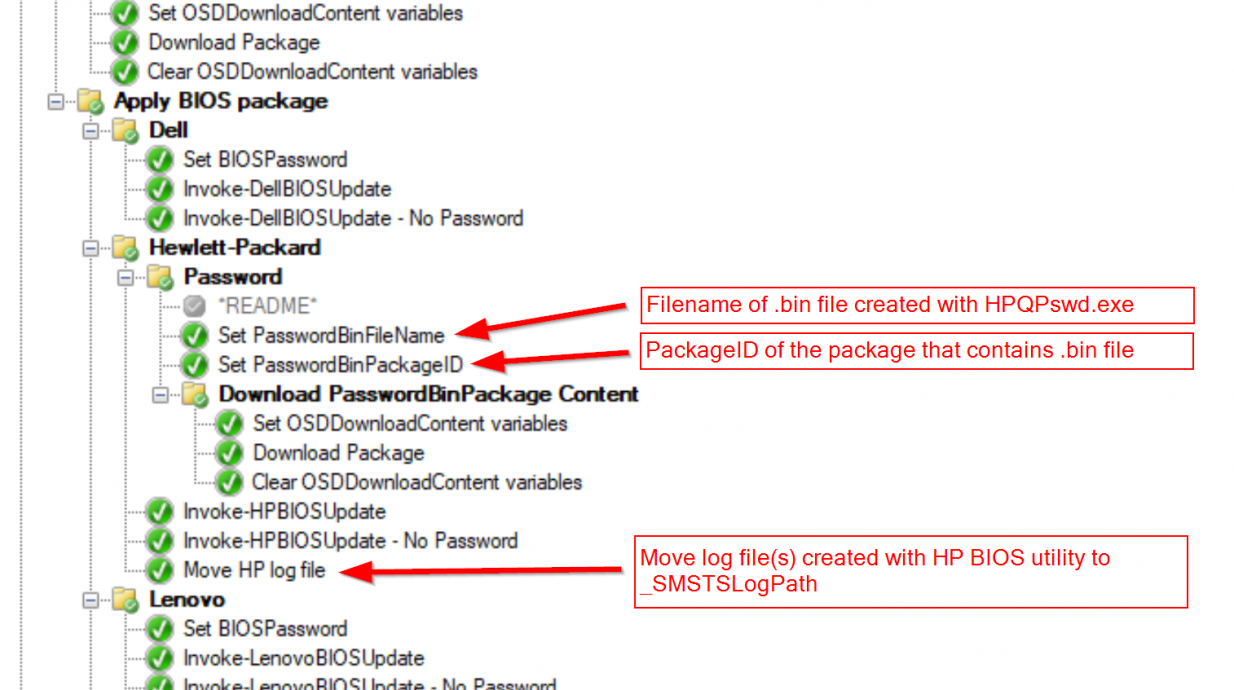 Set OSDDownloadContent variables
Download Package
Clear OSDDownloadContent variables
Apply BIOS package
Dell
Set BIOSPassword
Invoke-DellBIOSUpdate
Invoke-DellBIOSUpdate - No Password
Hewlett-Packard
Password
*README*
Filename of .bin file created with HPQPswd.exe
Set PasswordBinFileName
PackageID of the package that contains .bin file
Set PasswordBinPackageID
Download PasswordBinPackage Content
Set OSDDownloadContent variables
Download Package
Clear OSDDownloadContent variables
Invoke-HPBIOSUpdate
Invoke-HPBIOSUpdate - No Password
Move HP log file
Move log file(s) created with HP BIOS utility to
_SMSTSLogPath
Lenovo
Set BIOSPassword
Invoke-LenovoBIOSUpdate
Invoke-LenovoBIOSUpdate - No Password